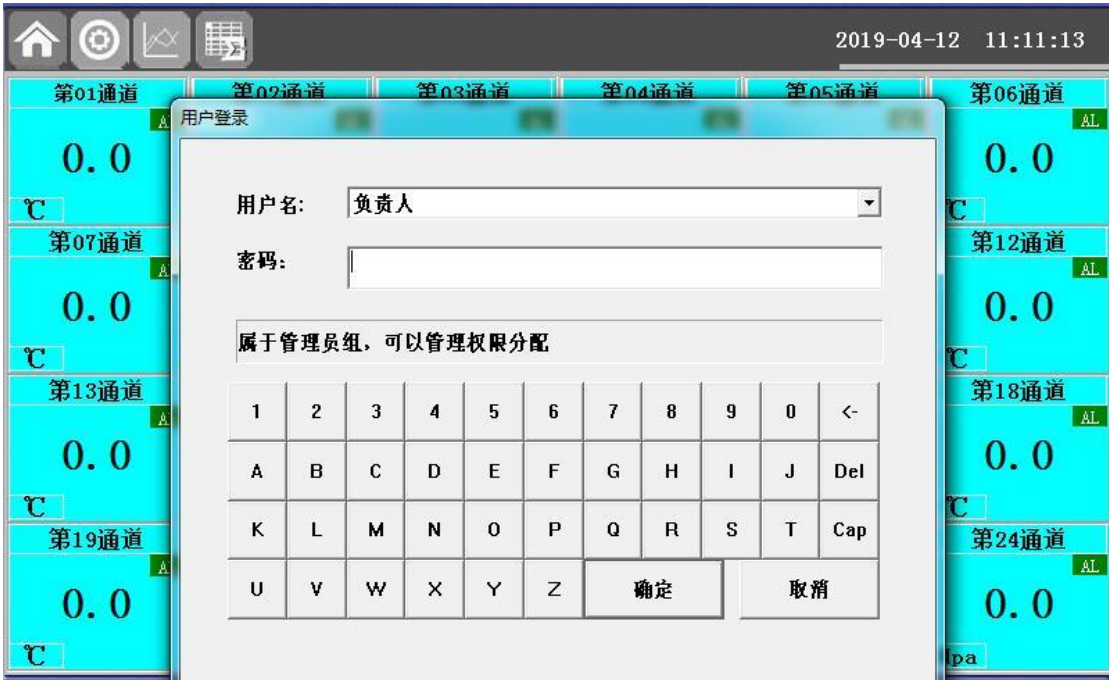 2019-04-12 11:11:13
第01通道 第02通道 第03通道 第04通道 第05通道 第06通道
用户登录
AL
0.0 0.0
℃ ℃
用户名: 负责人
第07通道 第12通道
密码:
AL
0.0 0.0
属于管理员组，可以管理权限分配
℃ ℃
第13通道 第18通道
1 2 3 4 5 6 7 8 9 0 <-
AL
0.0 0.0
A B C D E F G H I J Del
℃ ℃
第19通道 第24通道
K L M N O P Q R S T Cap
AL
0.0 0.0
U V W X Y Z 确定 取消
℃